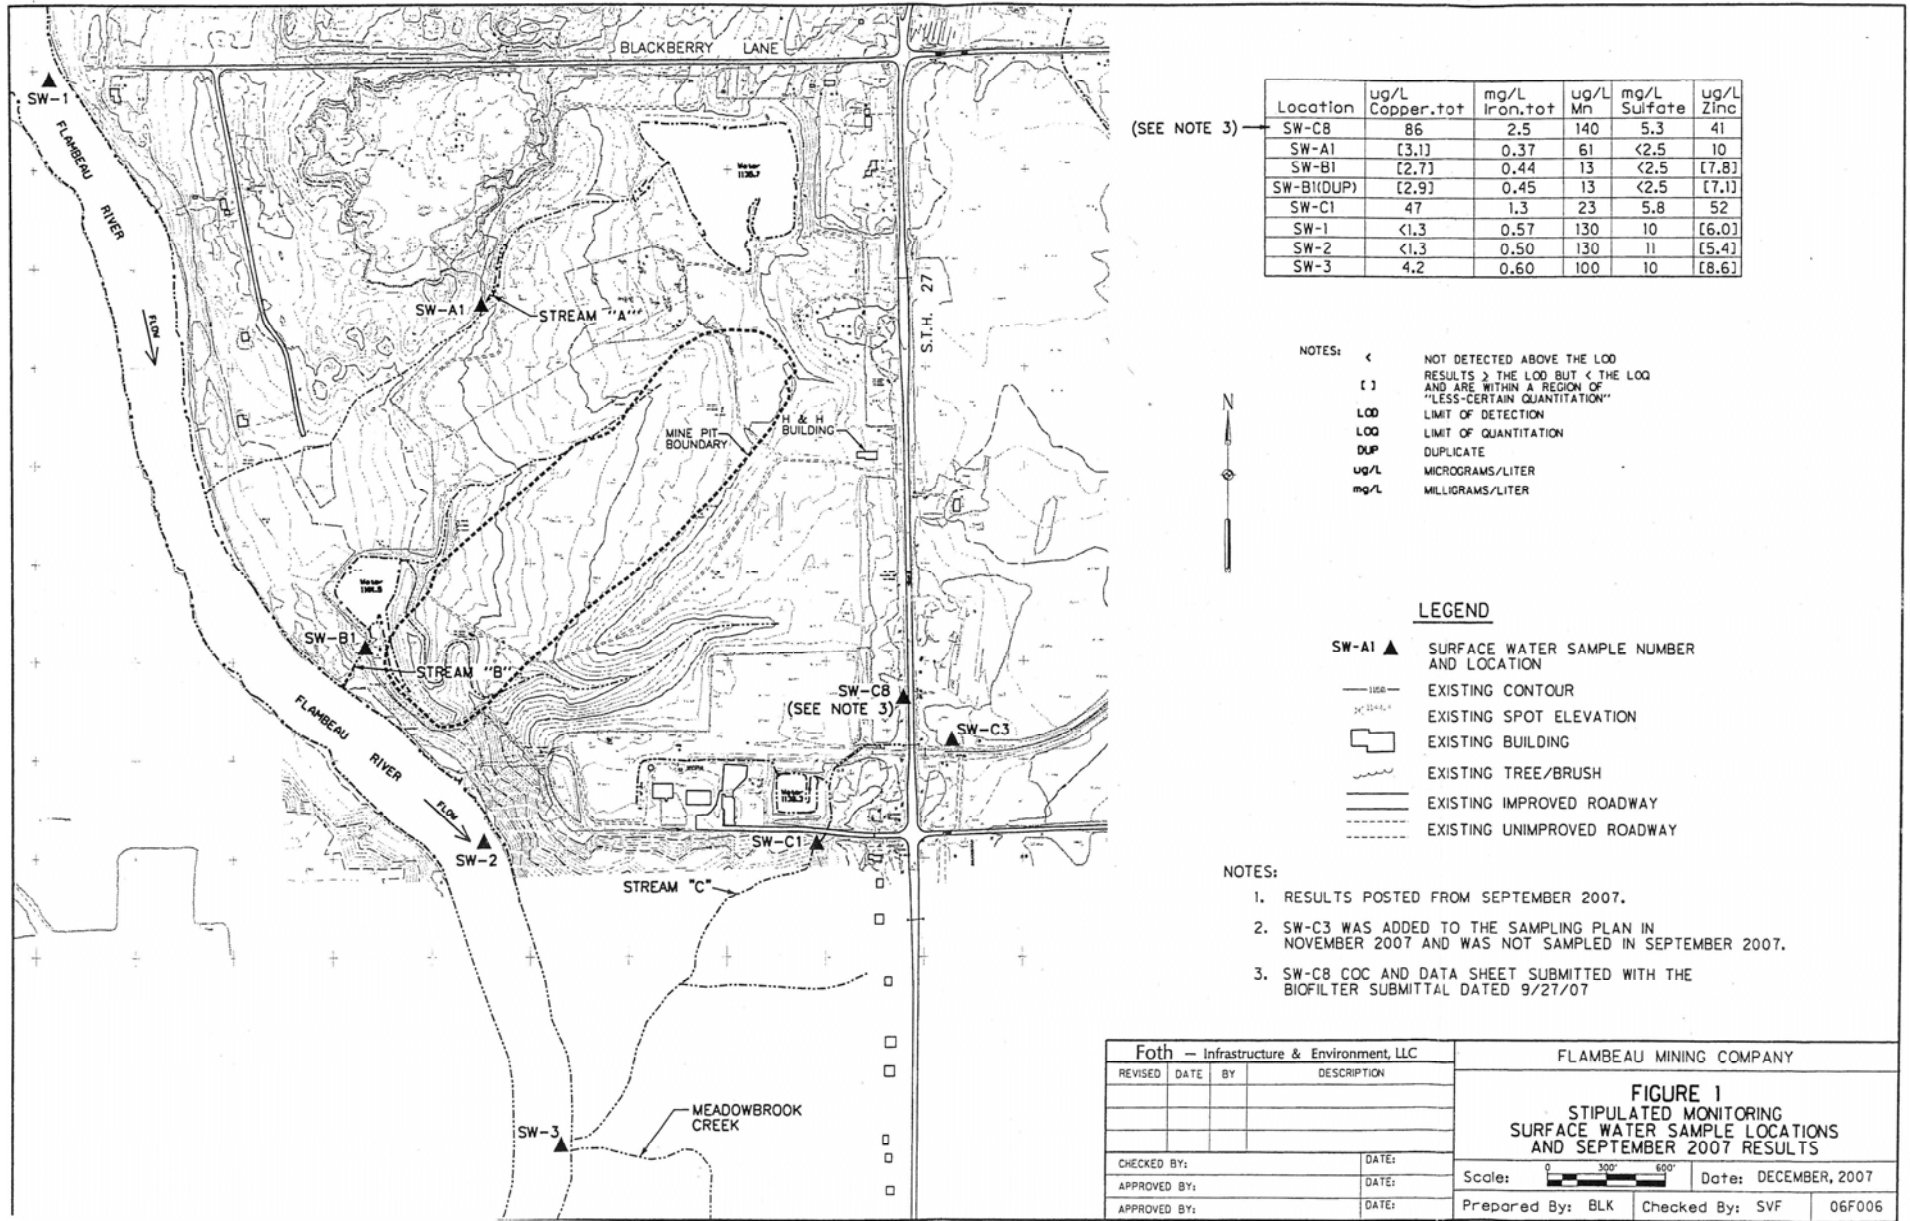 BLACKBERRY LANE
SW-1
FLAMBEAU
RIVER
FLOW
Water
1135.7
SW-A1
STREAM "A"
S.T.H. 27
MINE PIT
BOUNDARY
H & H
BUILDING
Water
SW-B1
STREAM "B"
FLAMBEAU
RIVER
FLOW
SW-2
SW-C8
(SEE NOTE 3)
SW-C3
Water
SW-C1
STREAM "C"
SW-3
MEADOWBROOK
CREEK
(SEE NOTE 3)
Location ug/L Copper.tot mg/L Iron.tot ug/L Mn mg/L Sulfate ug/L Zinc
SW-C8 86 2.5 140 5.3 41
SW-A1 [3.1] 0.37 61 <2.5 10
SW-B1 [2.7] 0.44 13 <2.5 [7.8]
SW-B1(DUP) [2.9] 0.45 13 <2.5 [7.1]
SW-C1 47 1.3 23 5.8 52
SW-1 <1.3 0.57 130 10 [6.0]
SW-2 <1.3 0.50 130 11 [5.4]
SW-3 4.2 0.60 100 10 [8.6]
NOTES:
< NOT DETECTED ABOVE THE LOD
[ ] RESULTS ≥ THE LOD BUT < THE LOQ
AND ARE WITHIN A REGION OF
"LESS-CERTAIN QUANTITATION"
LOD LIMIT OF DETECTION
LOQ LIMIT OF QUANTITATION
DUP DUPLICATE
ug/L MICROGRAMS/LITER
mg/L MILLIGRAMS/LITER
N
LEGEND
SW-A1 ▲ SURFACE WATER SAMPLE NUMBER
AND LOCATION
EXISTING CONTOUR
EXISTING SPOT ELEVATION
EXISTING BUILDING
EXISTING TREE/BRUSH
EXISTING IMPROVED ROADWAY
EXISTING UNIMPROVED ROADWAY
NOTES:
1. RESULTS POSTED FROM SEPTEMBER 2007.
2. SW-C3 WAS ADDED TO THE SAMPLING PLAN IN
NOVEMBER 2007 AND WAS NOT SAMPLED IN SEPTEMBER 2007.
3. SW-C8 COC AND DATA SHEET SUBMITTED WITH THE
BIOFILTER SUBMITTAL DATED 9/27/07
Foth – Infrastructure & Environment, LLC
REVISED DATE BY DESCRIPTION
CHECKED BY: DATE:
APPROVED BY: DATE:
APPROVED BY: DATE:
FLAMBEAU MINING COMPANY
FIGURE 1
STIPULATED MONITORING
SURFACE WATER SAMPLE LOCATIONS
AND SEPTEMBER 2007 RESULTS
Scale: 0 300' 600'
Date: DECEMBER, 2007
Prepared By: BLK
Checked By: SVF
06F006